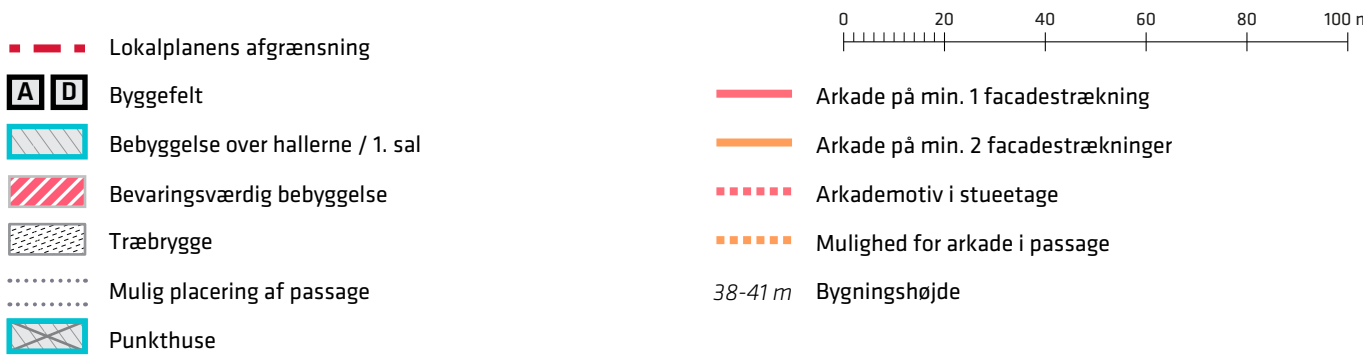 Lokalplanens afgrænsning
A D Byggefelt
Bebyggelse over hallerne / 1. sal
Bevaringsværdig bebyggelse
Træbrygge
Mulig placering af passage
Punkthuse
0 20 40 60 80 100 m
Arkade på min. 1 facadestrækning
Arkade på min. 2 facadestrækninger
Arkademotiv i stueetage
Mulighed for arkade i passage
38-41 m Bygningshøjde